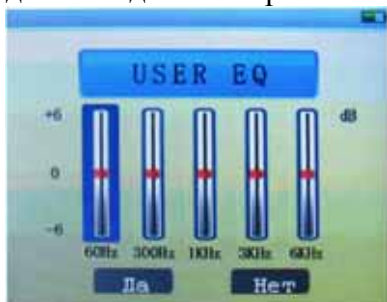 USER EQ
+6 dB
0
-6
60Hz 300Hz 1KHz 3KHz 6KHz
Да Нет